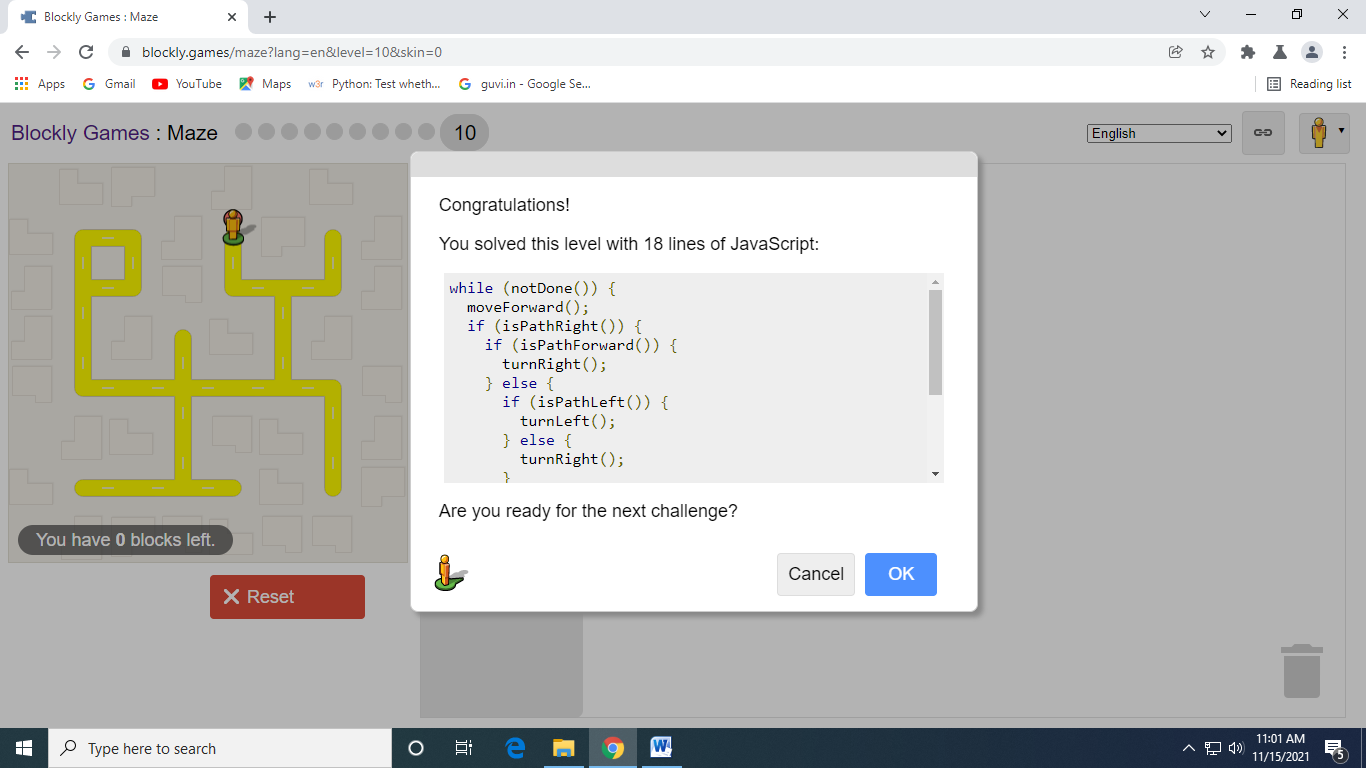 Blockly Games : Maze
blockly.games/maze?lang=en&level=10&skin=0
Apps Gmail YouTube Maps w3r Python: Test wheth... guvi.in - Google Se... Reading list
Blockly Games : Maze 10 English
Congratulations!
You solved this level with 18 lines of JavaScript:
while (notDone()) {
moveForward();
if (isPathRight()) {
if (isPathForward()) {
turnRight();
} else {
if (isPathLeft()) {
turnLeft();
} else {
turnRight();
}
Are you ready for the next challenge?
You have 0 blocks left.
Cancel OK
Reset
Type here to search
11:01 AM
11/15/2021
5